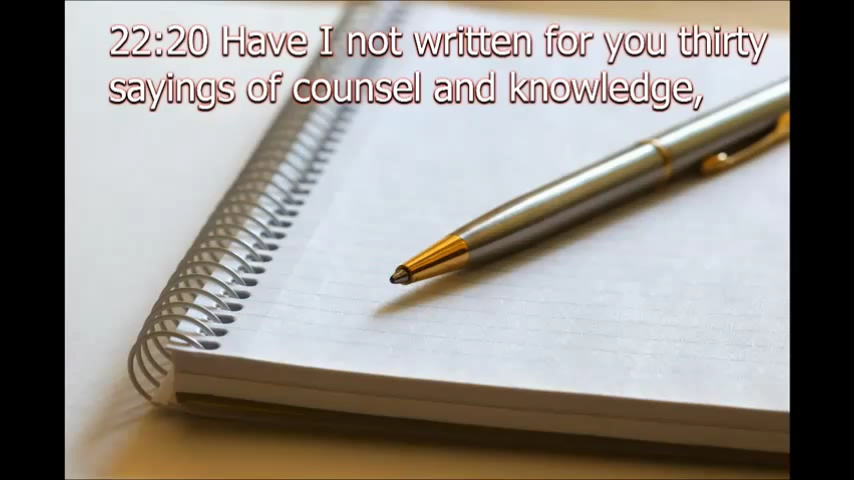 22:20 Have I not written for you thirty
sayings of counsel and knowledge,